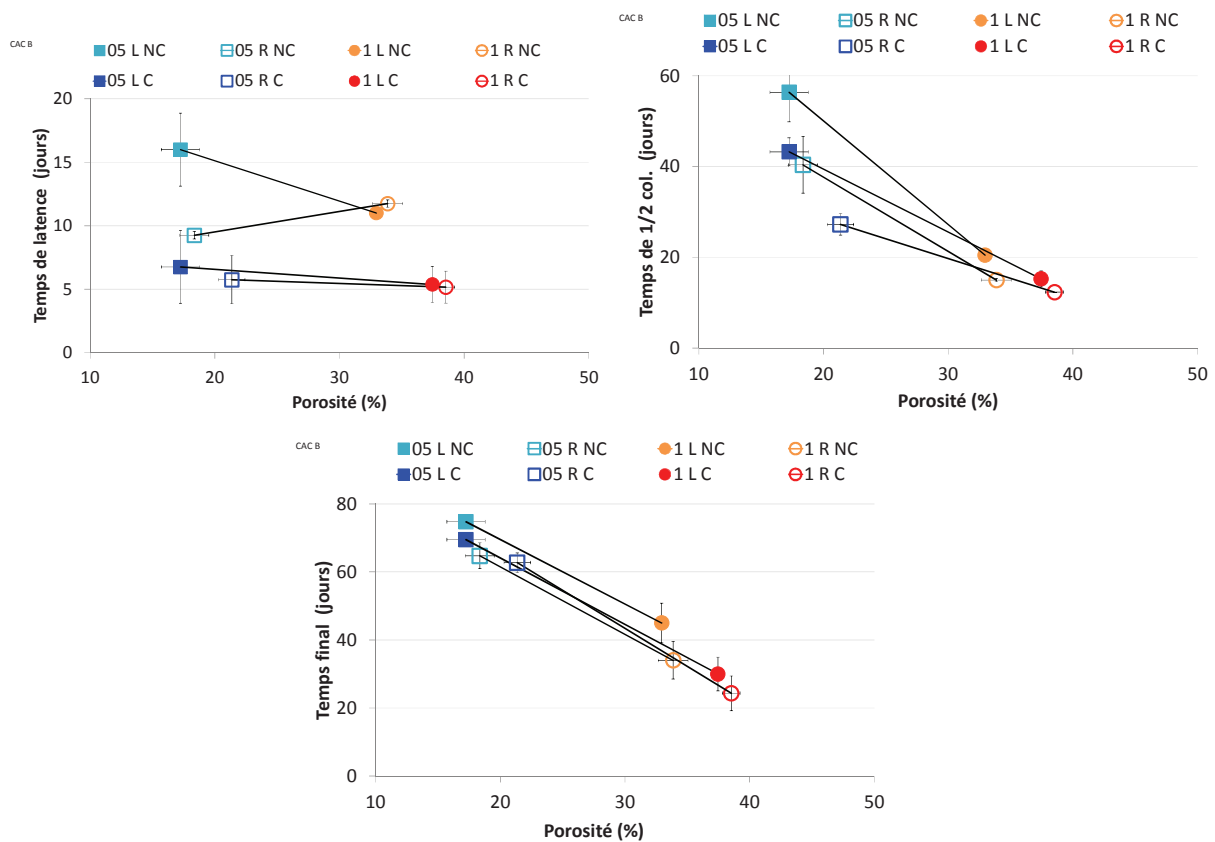 CAC B
05 L NC 05 R NC 1 L NC 1 R NC
05 L C 05 R C 1 L C 1 R C
Temps de latence (jours)
20
15
10
5
0
10 20 30 40 50
Porosité (%)
CAC B
05 L NC 05 R NC 1 L NC 1 R NC
05 L C 05 R C 1 L C 1 R C
Temps de 1/2 col. (jours)
60
40
20
0
10 20 30 40 50
Porosité (%)
CAC B
05 L NC 05 R NC 1 L NC 1 R NC
05 L C 05 R C 1 L C 1 R C
Temps final (jours)
80
60
40
20
0
10 20 30 40 50
Porosité (%)